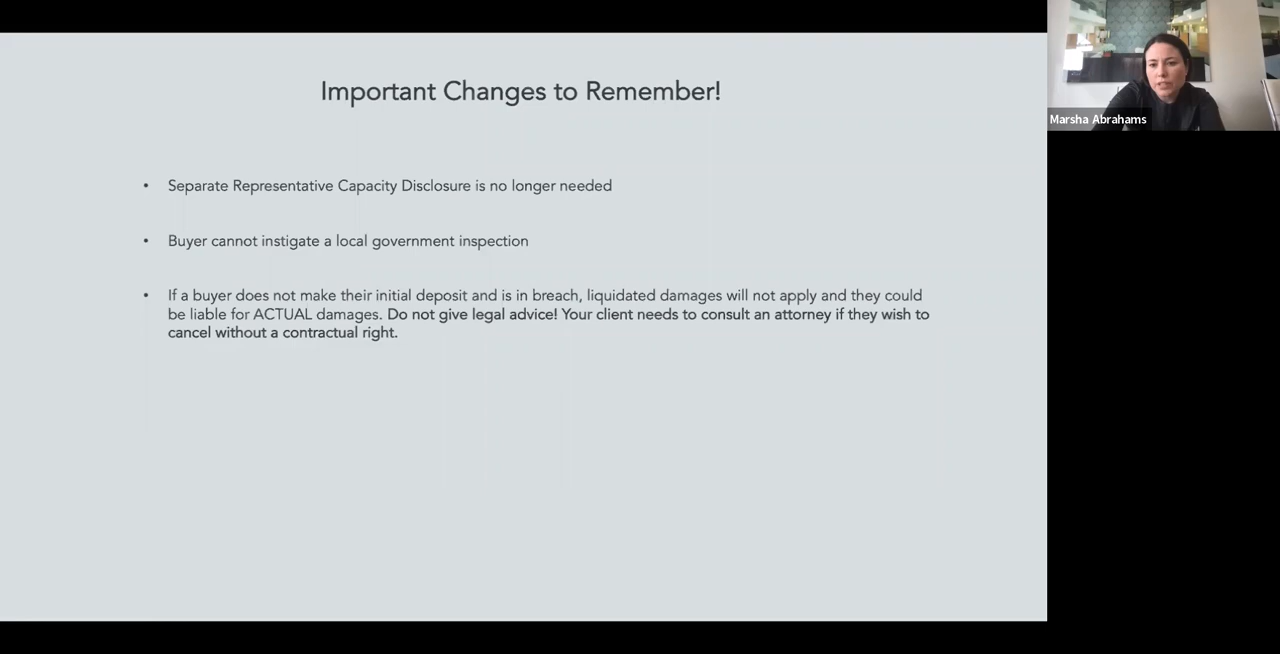 Important Changes to Remember!
• Separate Representative Capacity Disclosure is no longer needed
• Buyer cannot instigate a local government inspection
• If a buyer does not make their initial deposit and is in breach, liquidated damages will not apply and they could
be liable for ACTUAL damages. Do not give legal advice! Your client needs to consult an attorney if they wish to
cancel without a contractual right.
Marsha Abrahams